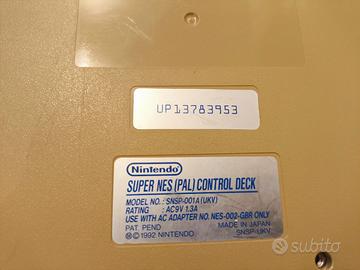 UP13783953
Nintendo
SUPER NES (PAL) CONTROL DECK
MODEL NO. : SNSP-001A (UKV)
RATING : AC9V 1.3A
USE WITH AC ADAPTER NO. NES-002-GBR ONLY
PAT. PEND MADE IN JAPAN
©1992 NINTENDO SNSP-UKV
subito